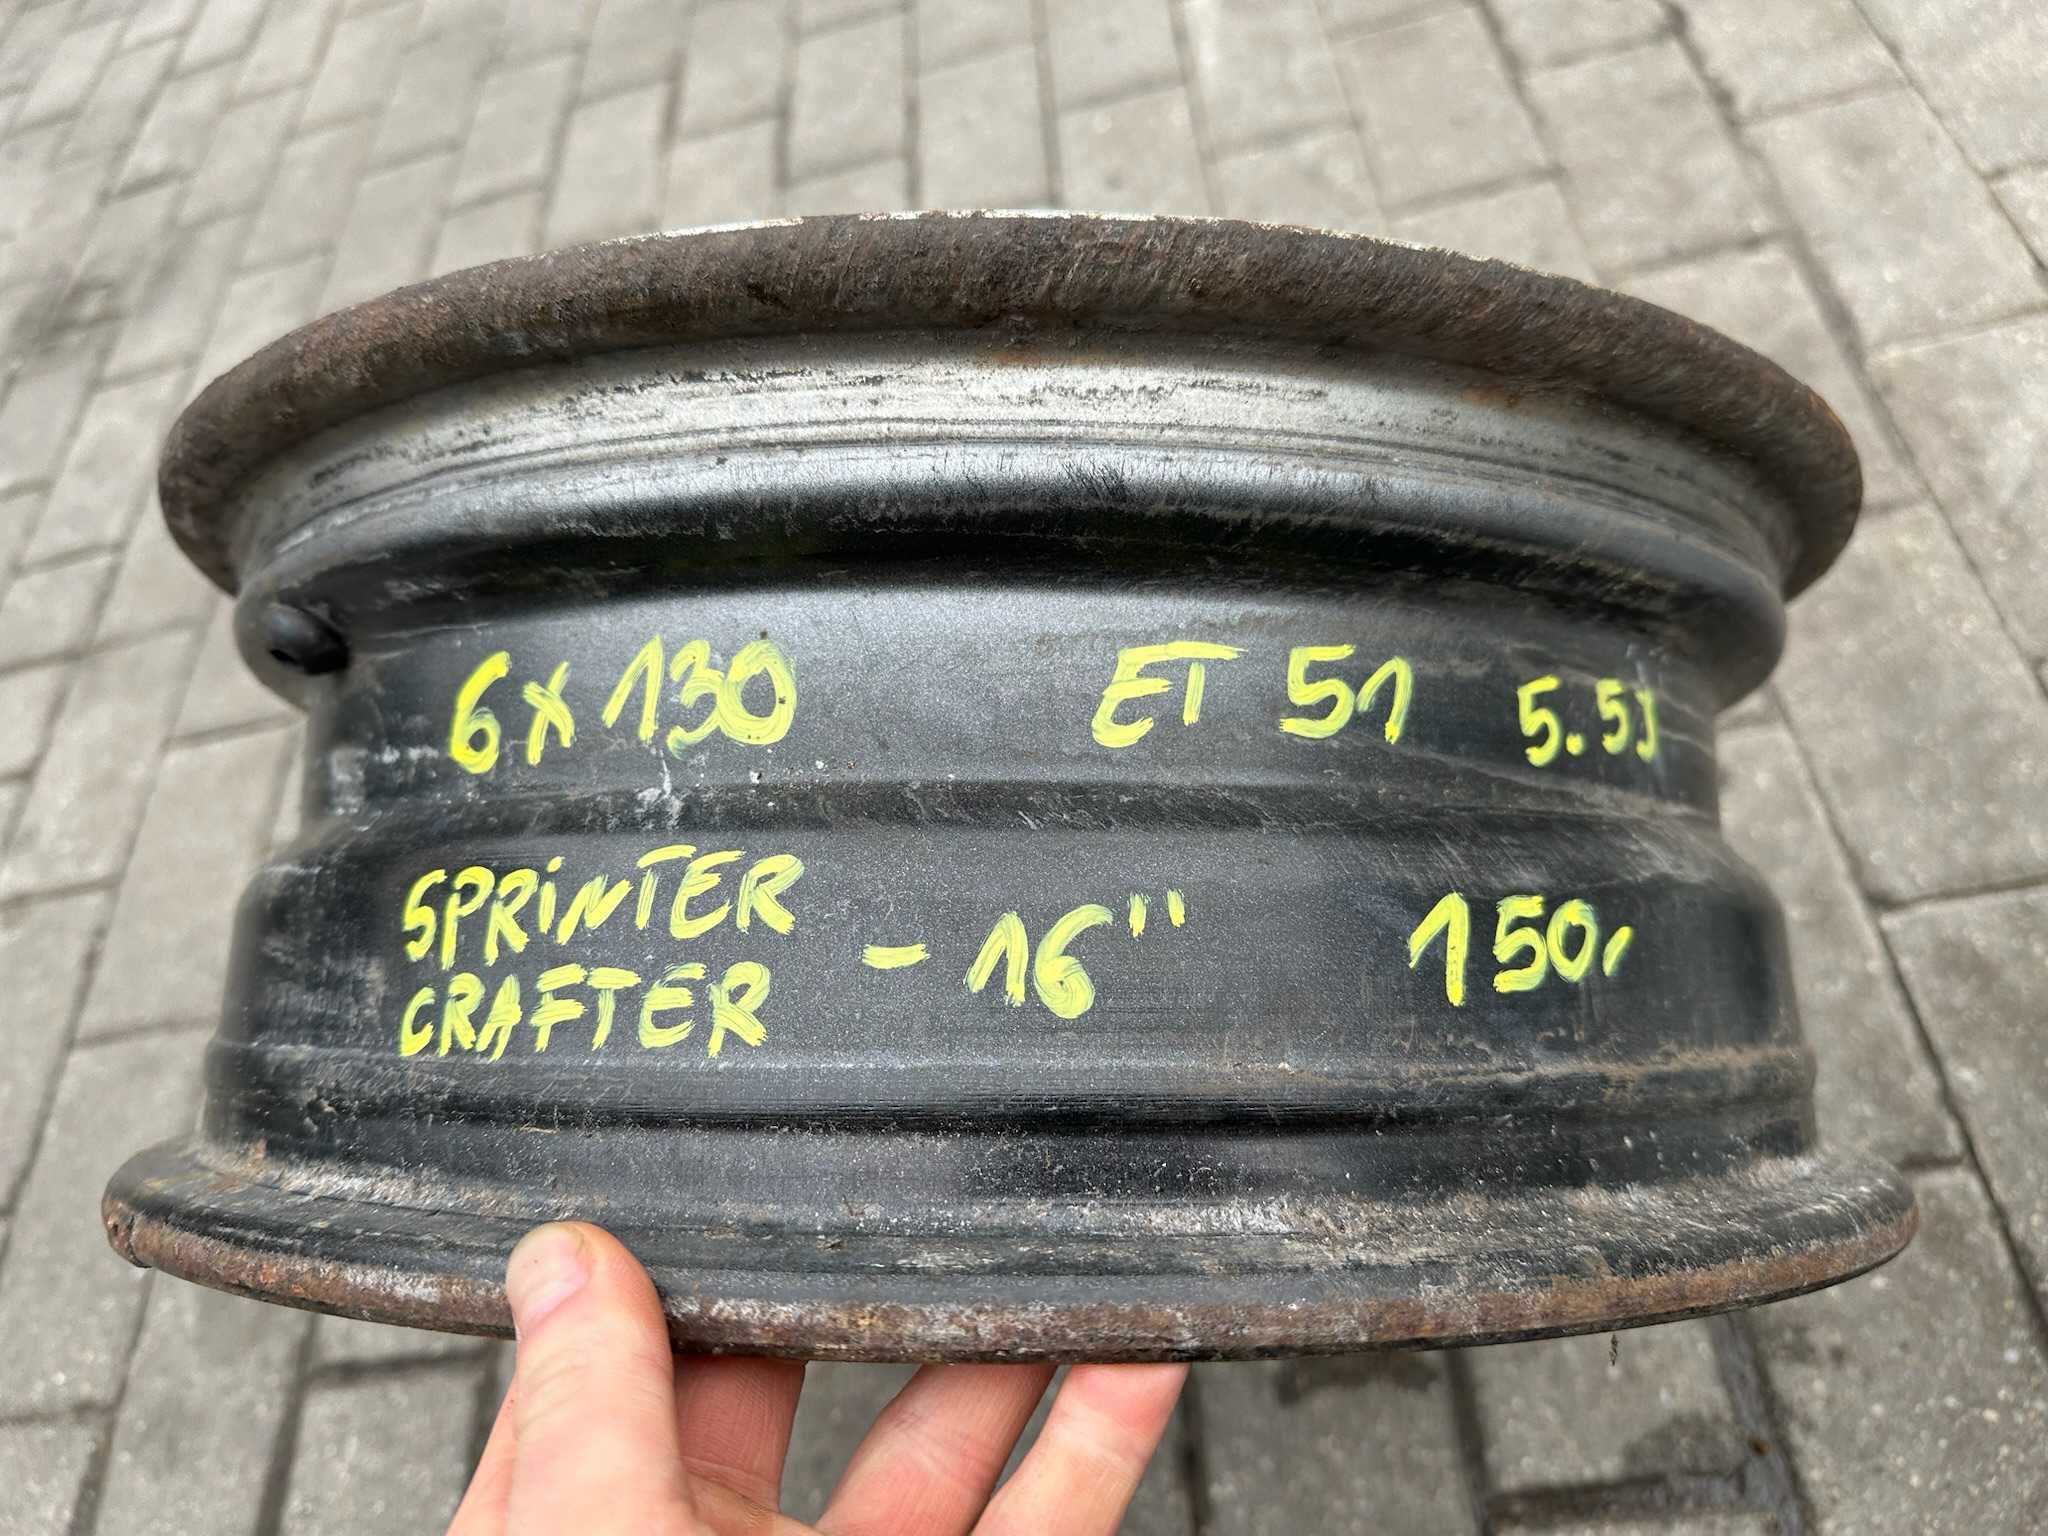 6x130 ET 51 5.5J
SPRiNTER
CRAFTER - 16" 150,